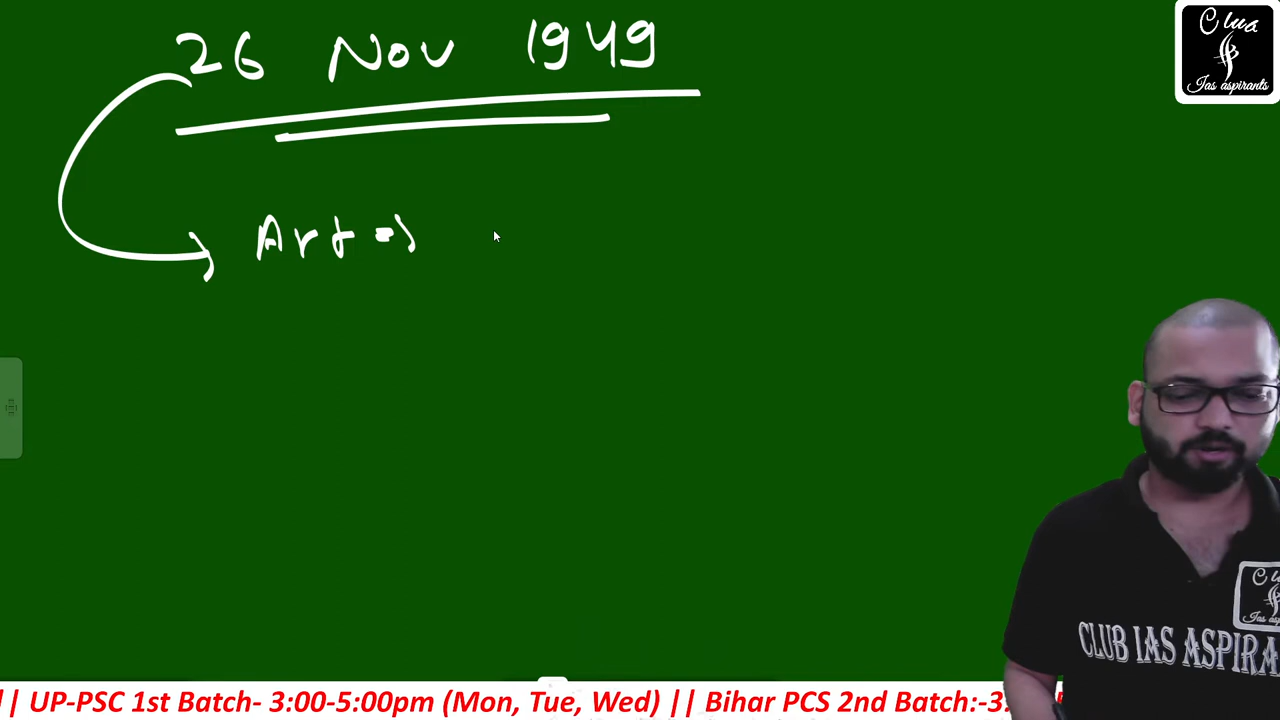 26 Nov 1949
Club
Ias aspirants
Art →
CLUB IAS ASPIRA
|| UP-PSC 1st Batch- 3:00-5:00pm (Mon, Tue, Wed) || Bihar PCS 2nd Batch:-3: